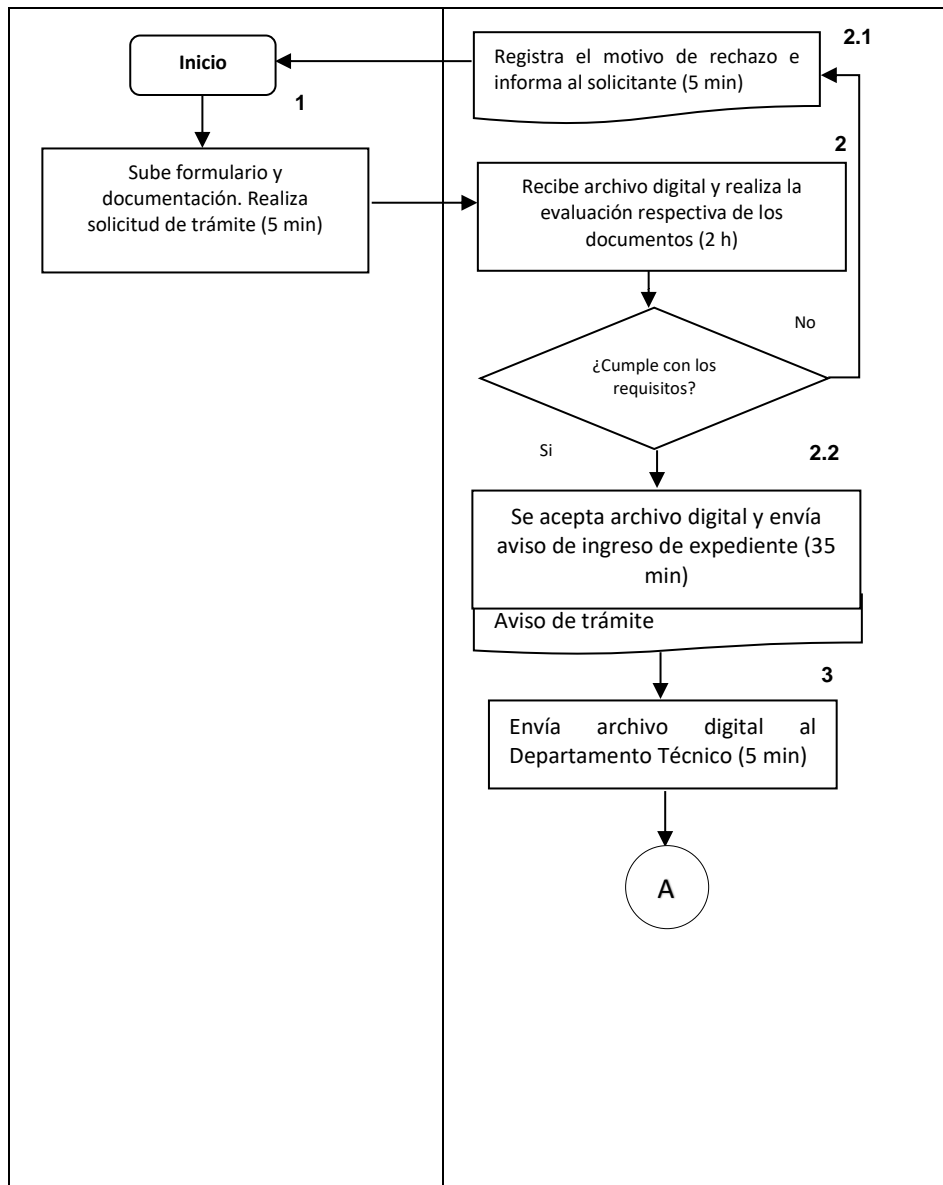 Inicio
1
Sube formulario y
documentación. Realiza
solicitud de trámite (5 min)
2.1
Registra el motivo de rechazo e
informa al solicitante (5 min)
2
Recibe archivo digital y realiza la
evaluación respectiva de los
documentos (2 h)
No
¿Cumple con los
requisitos?
Si
2.2
Se acepta archivo digital y envía
aviso de ingreso de expediente (35
min)
Aviso de trámite
3
Envía archivo digital al
Departamento Técnico (5 min)
A